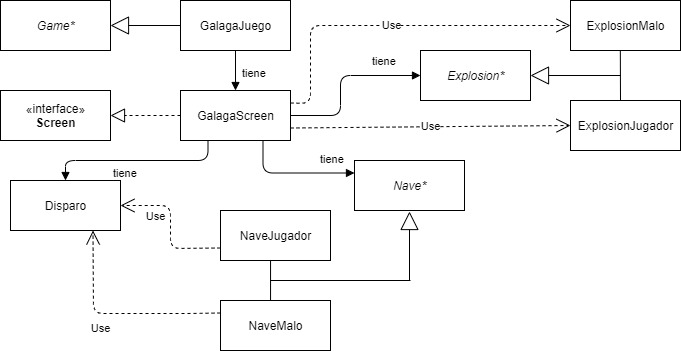 Game*
GalagaJuego
Use
ExplosionMalo
tiene
tiene
Explosion*
«interface»
Screen
GalagaScreen
Use
ExplosionJugador
tiene
tiene
Nave*
Disparo
Use
NaveJugador
Use
NaveMalo